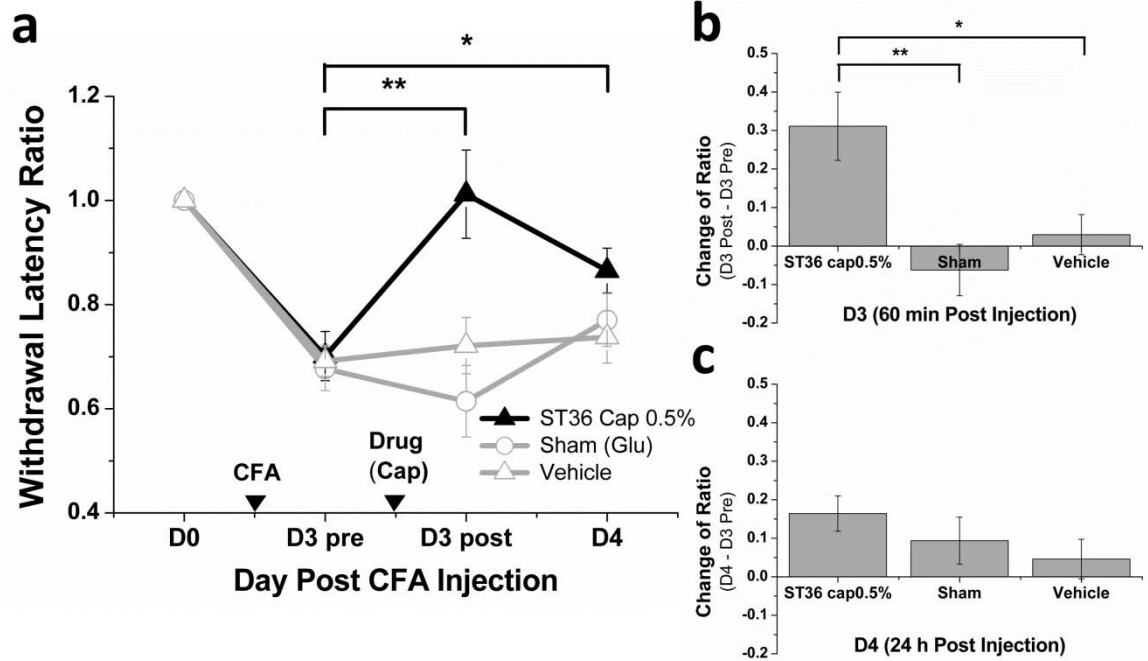 a
Withdrawal Latency Ratio
1.2
1.0
0.8
0.6
0.4
*
**
ST36 Cap 0.5%
Sham (Glu)
Vehicle
CFA
Drug
(Cap)
D0
D3 pre
D3 post
D4
Day Post CFA Injection
b
Change of Ratio
(D3 Post - D3 Pre)
0.5
0.4
0.3
0.2
0.1
0.0
-0.1
-0.2
*
**
ST36 cap0.5%
Sham
Vehicle
D3 (60 min Post Injection)
c
Change of Ratio
(D4 - D3 Pre)
0.5
0.4
0.3
0.2
0.1
0.0
-0.1
-0.2
ST36 cap0.5%
Sham
Vehicle
D4 (24 h Post Injection)